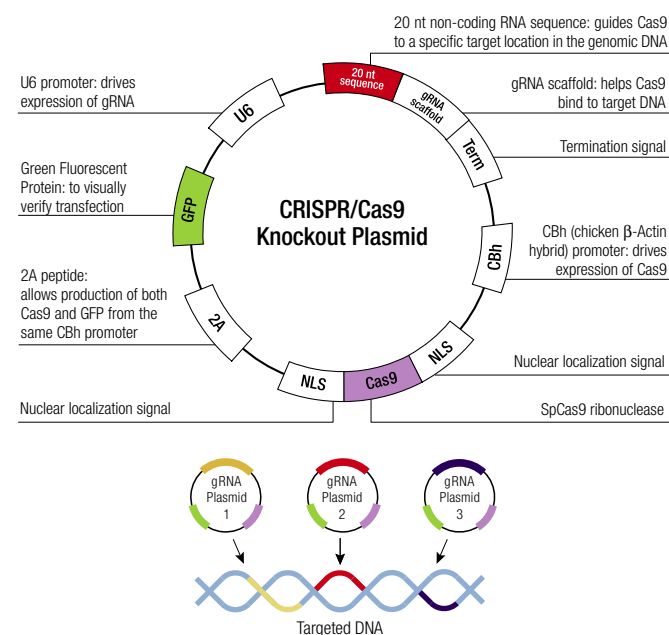 20 nt non-coding RNA sequence: guides Cas9
to a specific target location in the genomic DNA
U6 promoter: drives
expression of gRNA
gRNA scaffold: helps Cas9
bind to target DNA
Termination signal
Green Fluorescent
Protein: to visually
verify transfection
CBh (chicken β-Actin
hybrid) promoter: drives
expression of Cas9
2A peptide:
allows production of both
Cas9 and GFP from the
same CBh promoter
Nuclear localization signal
Nuclear localization signal
SpCas9 ribonuclease
20 nt
sequence
gRNA
scaffold
Term
CBh
NLS
Cas9
NLS
2A
GFP
U6
CRISPR/Cas9
Knockout Plasmid
gRNA
Plasmid
1
gRNA
Plasmid
2
gRNA
Plasmid
3
Targeted DNA